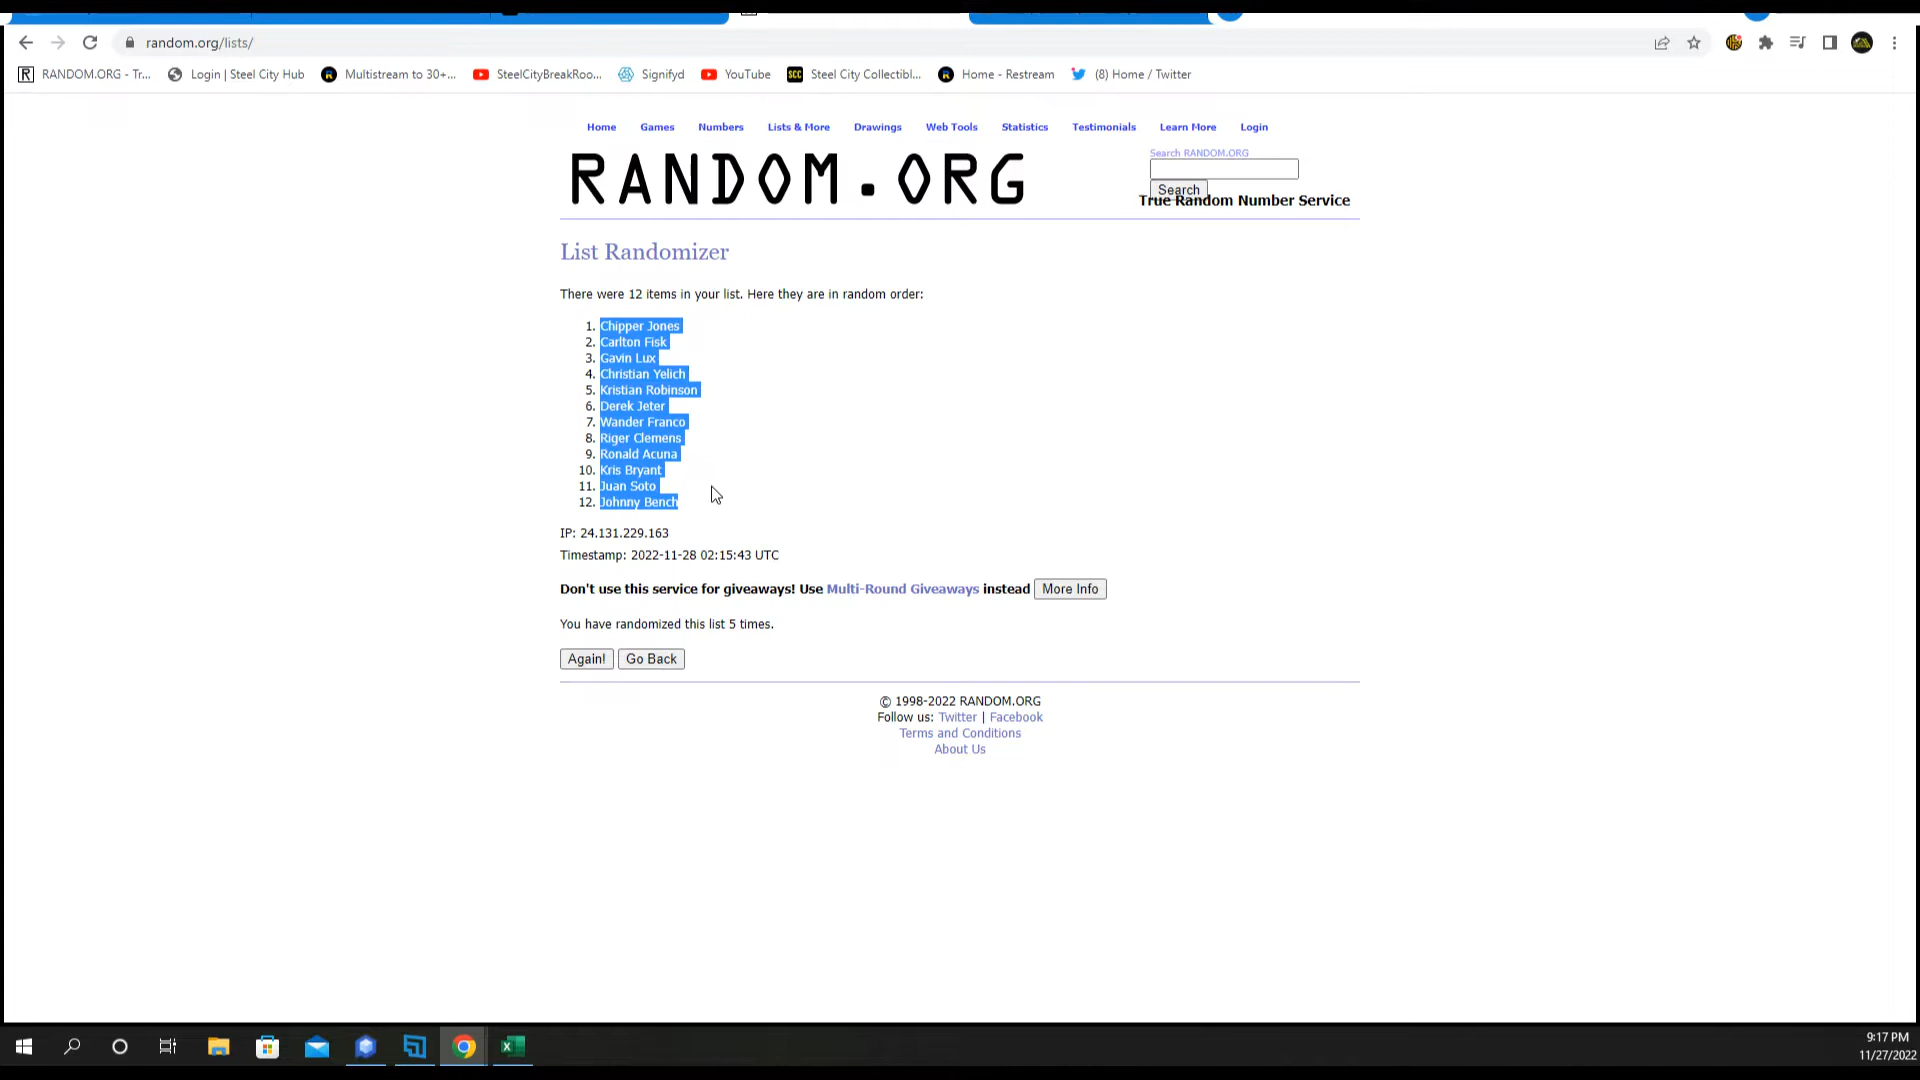 random.org/lists/
RANDOM.ORG - Tr...
Login | Steel City Hub
Multistream to 30+...
SteelCityBreakRoo...
Signifyd
YouTube
SCC Steel City Collectibl...
Home - Restream
(8) Home / Twitter
Home Games Numbers Lists & More Drawings Web Tools Statistics Testimonials Learn More Login
Search RANDOM.ORG
RANDOM.ORG
Search
True Random Number Service
List Randomizer
There were 12 items in your list. Here they are in random order:
1. Chipper Jones
2. Carlton Fisk
3. Gavin Lux
4. Christian Yelich
5. Kristian Robinson
6. Derek Jeter
7. Wander Franco
8. Riger Clemens
9. Ronald Acuna
10. Kris Bryant
11. Juan Soto
12. Johnny Bench
IP: 24.131.229.163
Timestamp: 2022-11-28 02:15:43 UTC
Don't use this service for giveaways! Use Multi-Round Giveaways instead More Info
You have randomized this list 5 times.
Again! Go Back
© 1998-2022 RANDOM.ORG
Follow us: Twitter | Facebook
Terms and Conditions
About Us
9:17 PM
11/27/2022